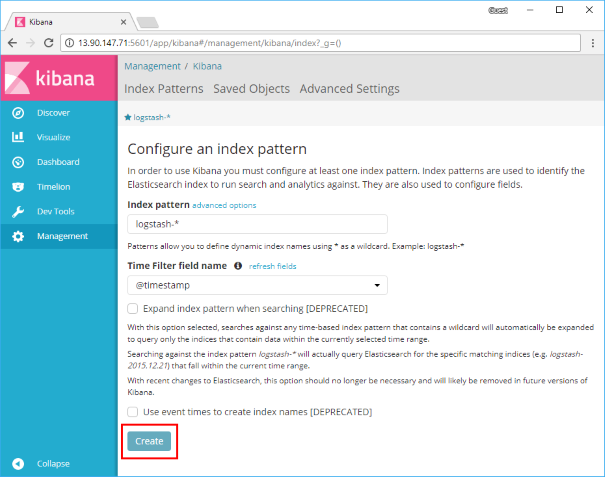 Guest
Kibana
13.90.147.71:5601/app/kibana#/management/kibana/index?_g=()
kibana
Discover
Visualize
Dashboard
Timelion
Dev Tools
Management
Collapse
Management / Kibana
Index Patterns Saved Objects Advanced Settings
logstash-*
Configure an index pattern
In order to use Kibana you must configure at least one index pattern. Index patterns are used to identify the
Elasticsearch index to run search and analytics against. They are also used to configure fields.
Index pattern advanced options
logstash-*
Patterns allow you to define dynamic index names using * as a wildcard. Example: logstash-*
Time Filter field name refresh fields
@timestamp
Expand index pattern when searching [DEPRECATED]
With this option selected, searches against any time-based index pattern that contains a wildcard will automatically be expanded
to query only the indices that contain data within the currently selected time range.
Searching against the index pattern logstash-* will actually query Elasticsearch for the specific matching indices (e.g. logstash-
2015.12.21) that fall within the current time range.
With recent changes to Elasticsearch, this option should no longer be necessary and will likely be removed in future versions of
Kibana.
Use event times to create index names [DEPRECATED]
Create